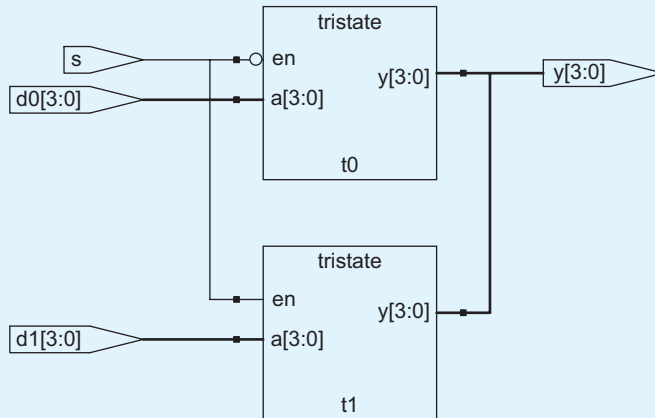 tristate
s
en
y[3:0]
y[3:0]
d0[3:0]
a[3:0]
t0
tristate
en
y[3:0]
d1[3:0]
a[3:0]
t1